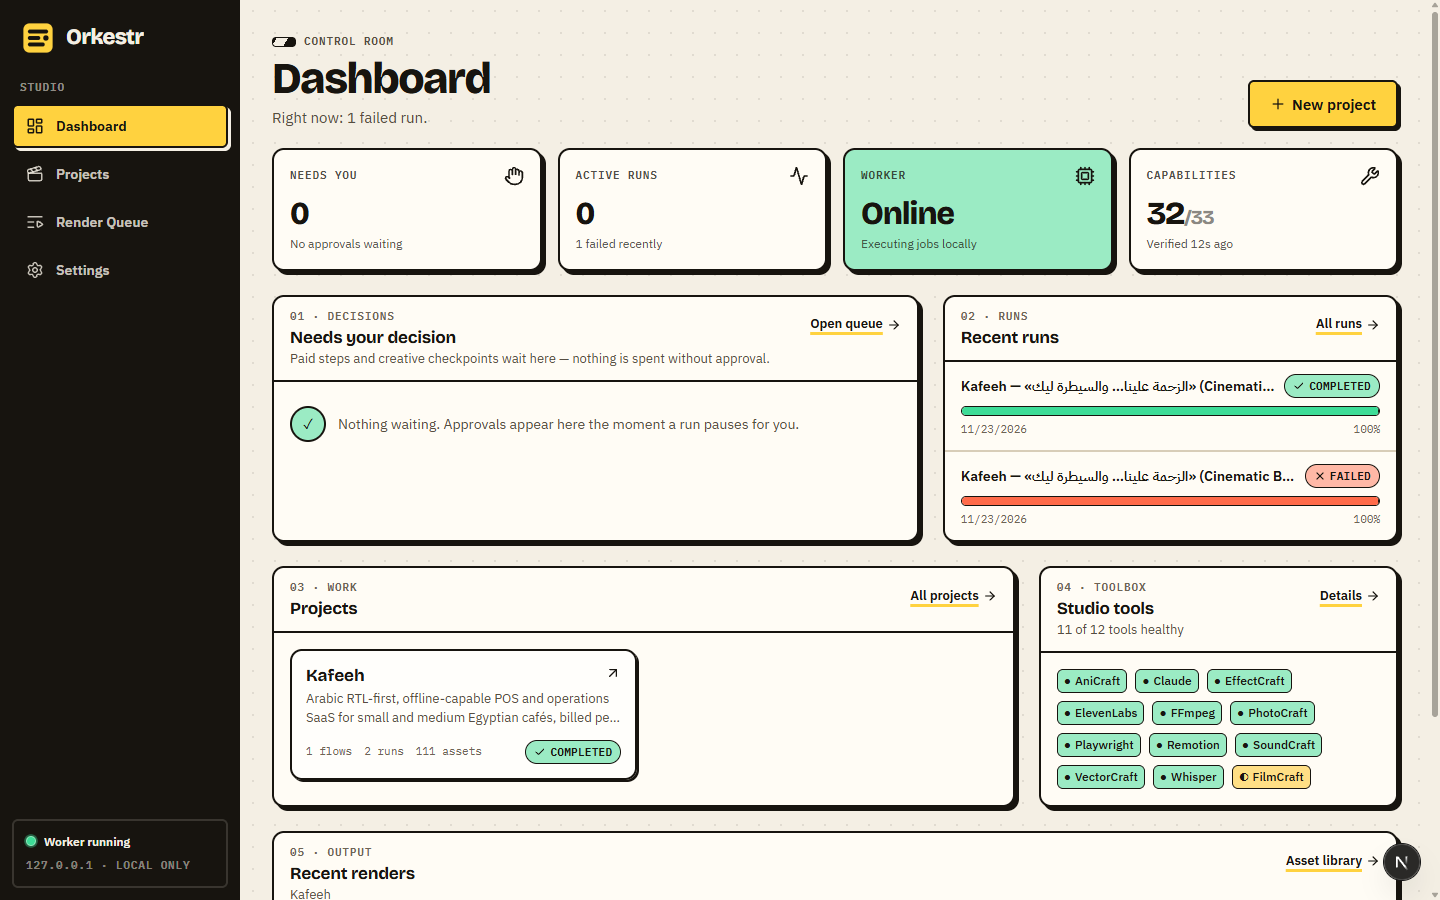 Orkestr
STUDIO
Dashboard
Projects
Render Queue
Settings
Worker running
127.0.0.1 · LOCAL ONLY
CONTROL ROOM
Dashboard
Right now: 1 failed run.
+ New project
NEEDS YOU
0
No approvals waiting
ACTIVE RUNS
0
1 failed recently
WORKER
Online
Executing jobs locally
CAPABILITIES
32/33
Verified 12s ago
01 · DECISIONS
Needs your decision
Paid steps and creative checkpoints wait here — nothing is spent without approval.
Open queue →
✓ Nothing waiting. Approvals appear here the moment a run pauses for you.
02 · RUNS
Recent runs
All runs →
Kafeeh — «الزحمة علينا... والسيطرة ليك» (Cinemati...
✓ COMPLETED
11/23/2026 100%
Kafeeh — «الزحمة علينا... والسيطرة ليك» (Cinematic B...
× FAILED
11/23/2026 100%
03 · WORK
Projects
All projects →
Kafeeh
Arabic RTL-first, offline-capable POS and operations
SaaS for small and medium Egyptian cafés, billed pe...
1 flows 2 runs 111 assets
✓ COMPLETED
04 · TOOLBOX
Studio tools
11 of 12 tools healthy
Details →
● AniCraft ● Claude ● EffectCraft
● ElevenLabs ● FFmpeg ● PhotoCraft
● Playwright ● Remotion ● SoundCraft
● VectorCraft ● Whisper ◐ FilmCraft
05 · OUTPUT
Recent renders
Kafeeh
Asset library →
N